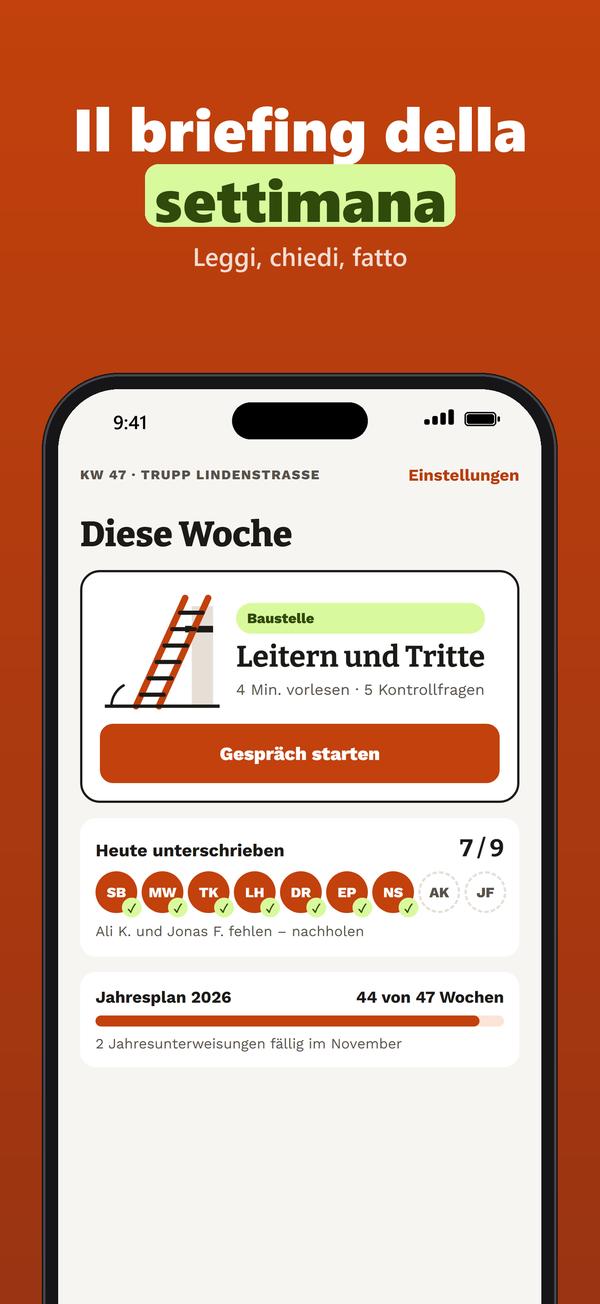 Il briefing della
settimana
Leggi, chiedi, fatto
9:41
KW 47 · TRUPP LINDENSTRASSE
Einstellungen
Diese Woche
Baustelle
Leitern und Tritte
4 Min. vorlesen · 5 Kontrollfragen
Gespräch starten
Heute unterschrieben
7/9
SB MW TK LH DR EP NS AK JF
Ali K. und Jonas F. fehlen – nachholen
Jahresplan 2026
44 von 47 Wochen
2 Jahresunterweisungen fällig im November